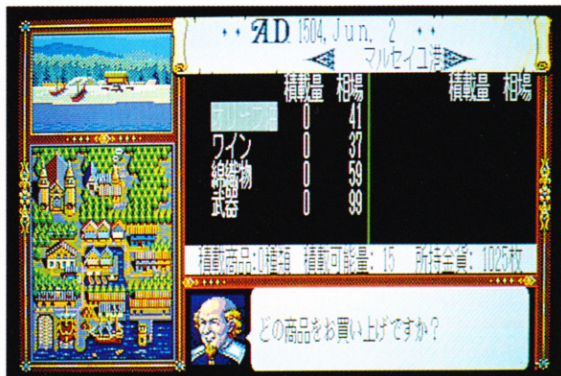 AD 1504, Jun. 2
マルセイユ港
積載量 相場 積載量 相場
オリーブ油 0 41
ワイン 0 37
綿織物 0 59
武器 0 99
積載商品:0種類 積載可能量: 15 所持金貨: 1025枚
どの商品をお買い上げですか?